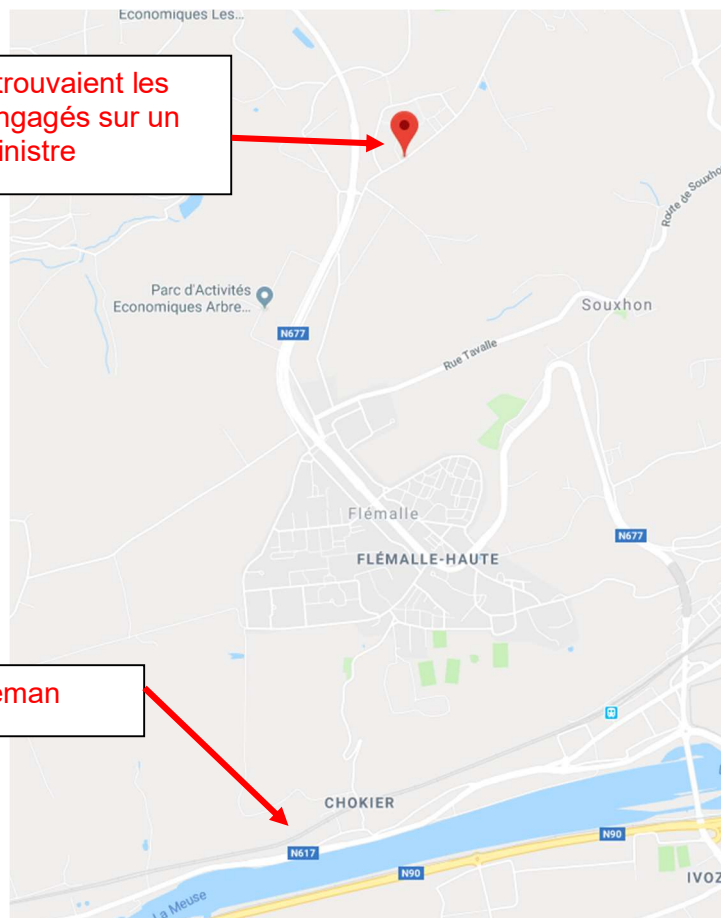 Economiques Les...
trouvaient les
ngagés sur un
inistre
Route de Souxho
Parc d'Activités
Economiques Arbre...
Souxhon
N677
Rue Tavalle
Flémalle
N677
FLÉMALLE-HAUTE
eman
CHOKIER
N617
N90
N90
IVOZ
La Meuse